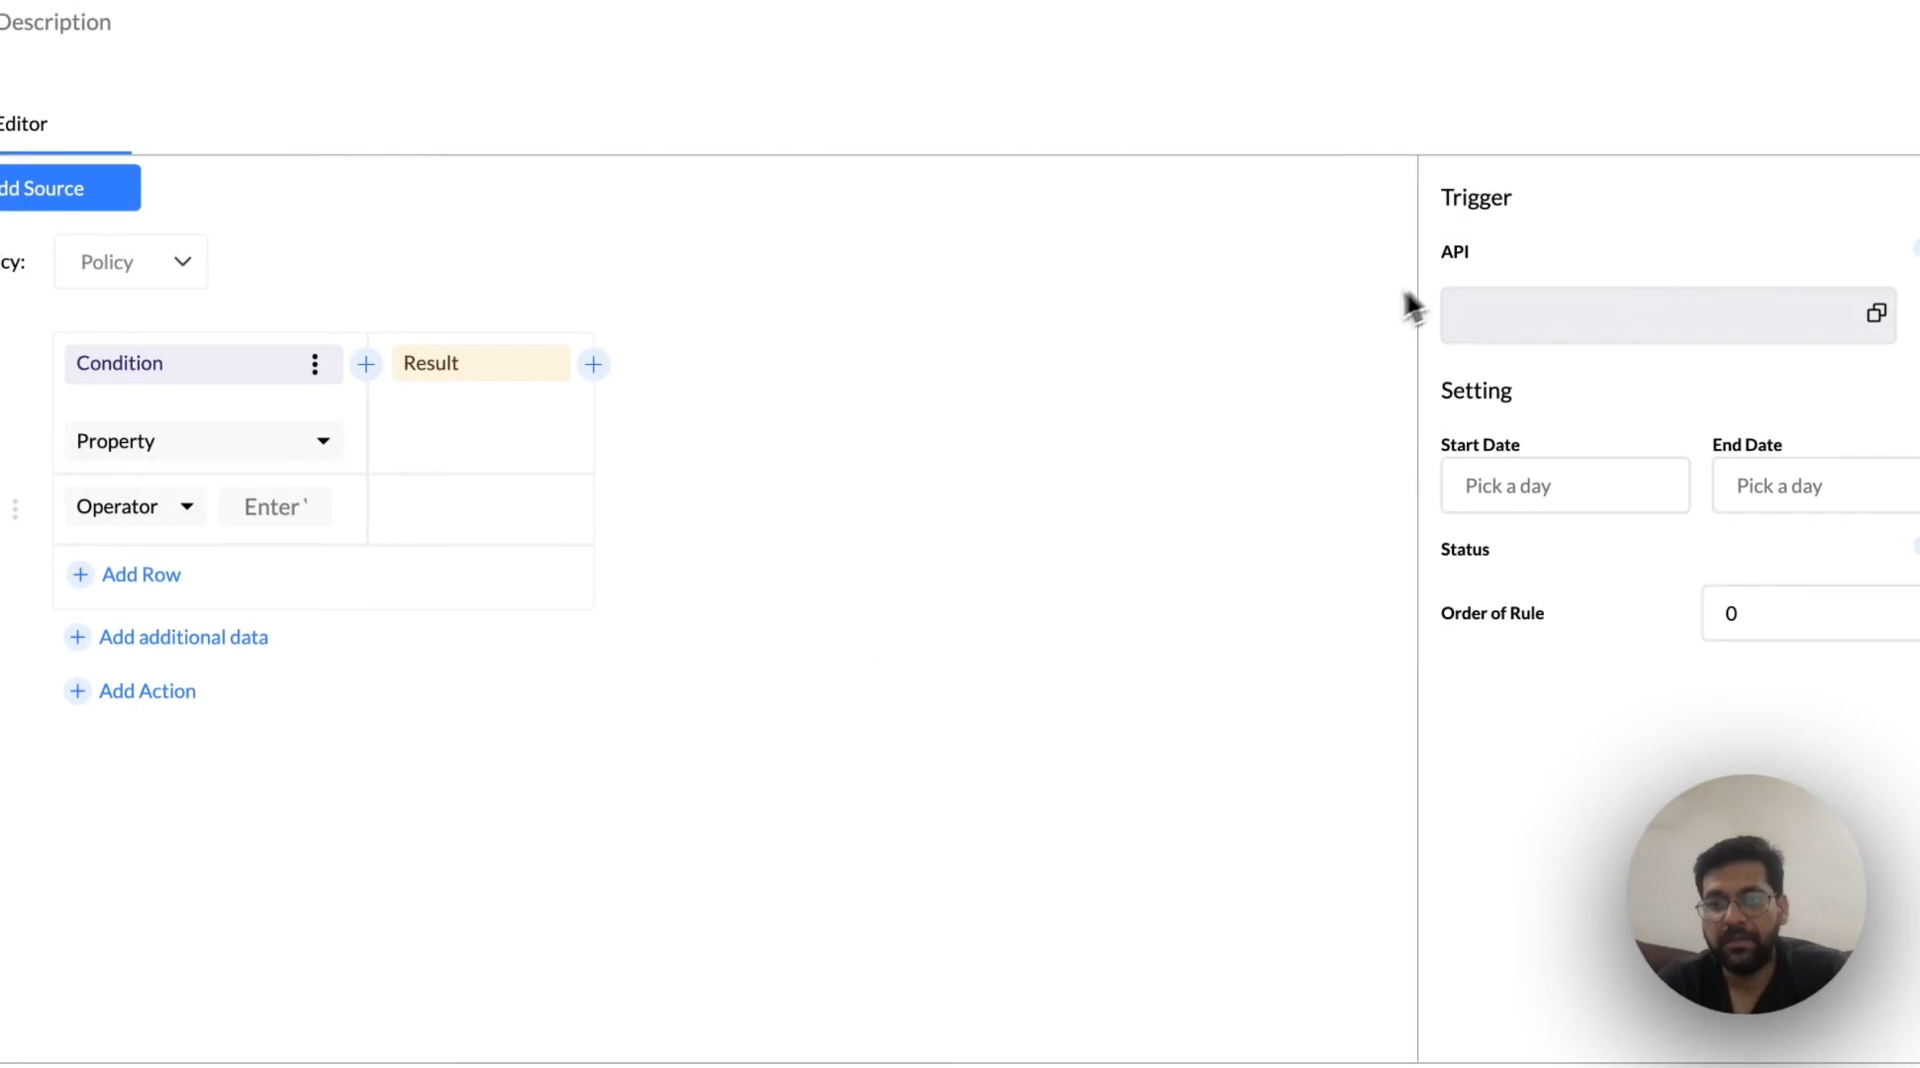 Description
Editor
dd Source
cy:
Policy
Condition
Result
Property
Operator
Enter
Add Row
Add additional data
Add Action
Trigger
API
Setting
Start Date
End Date
Pick a day
Pick a day
Status
Order of Rule
0